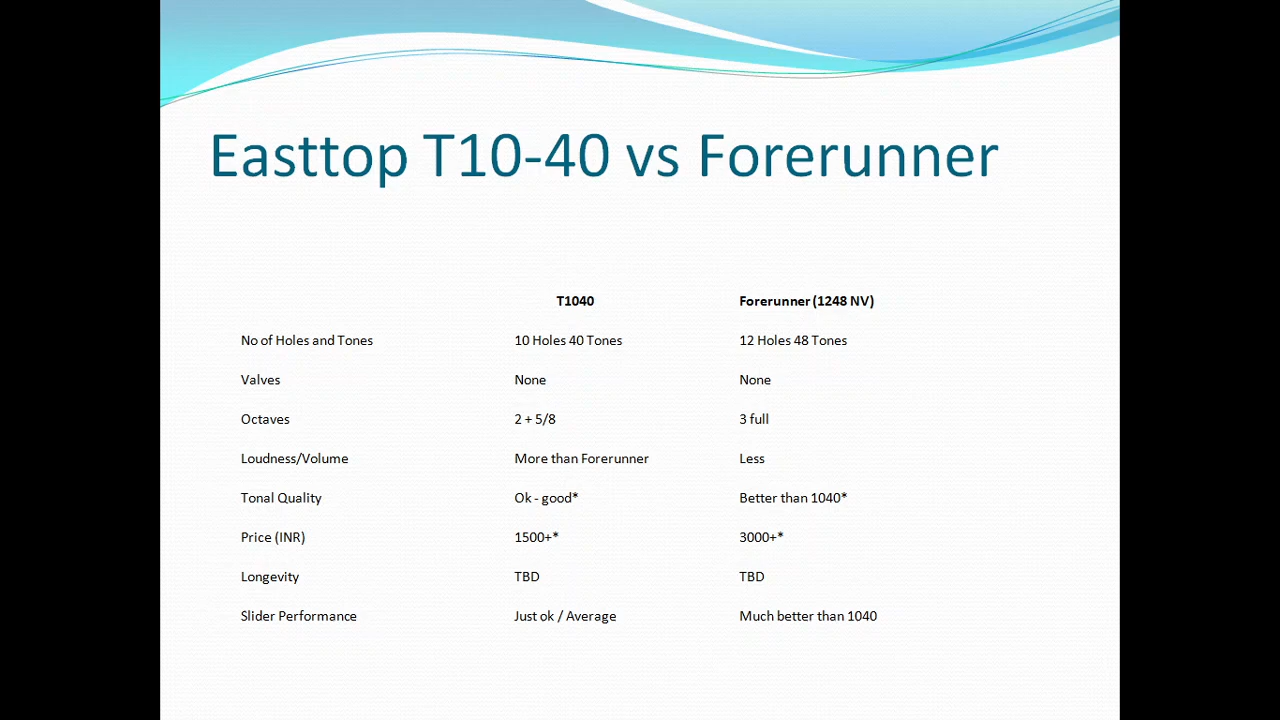 Easttop T10-40 vs Forerunner
T1040 Forerunner (1248 NV)
No of Holes and Tones 10 Holes 40 Tones 12 Holes 48 Tones
Valves None None
Octaves 2 + 5/8 3 full
Loudness/Volume More than Forerunner Less
Tonal Quality Ok - good* Better than 1040*
Price (INR) 1500+* 3000+*
Longevity TBD TBD
Slider Performance Just ok / Average Much better than 1040